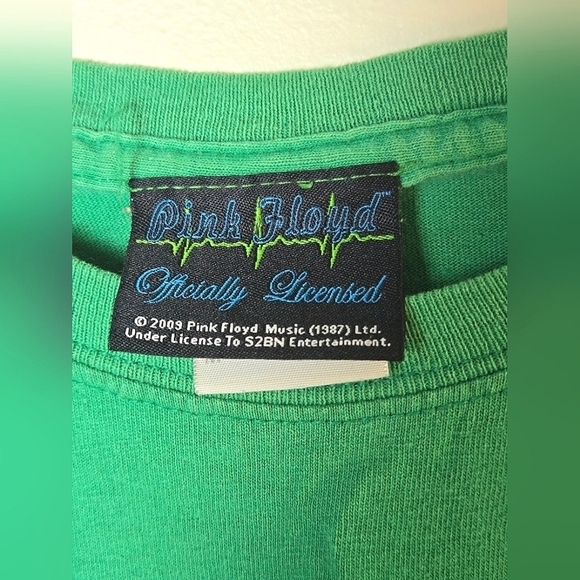 Pink Floyd™
Officially Licensed
© 2009 Pink Floyd Music (1987) Ltd.
Under License To S2BN Entertainment.